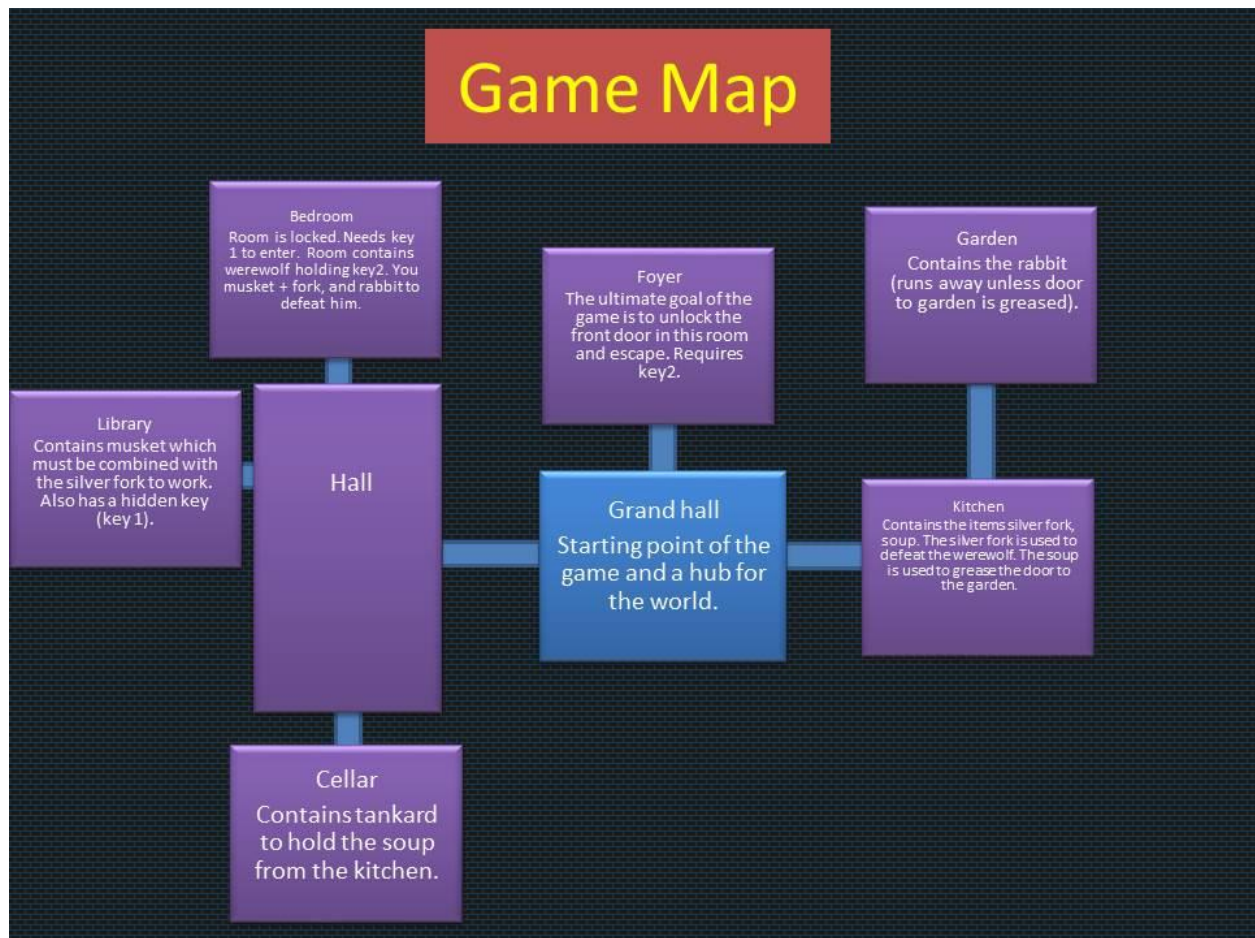 Game Map
Bedroom
Room is locked. Needs key
1 to enter. Room contains
werewolf holding key2. You
musket + fork, and rabbit to
defeat him.
Foyer
The ultimate goal of the
game is to unlock the
front door in this room
and escape. Requires
key2.
Garden
Contains the rabbit
(runs away unless door
to garden is greased).
Library
Contains musket which
must be combined with
the silver fork to work.
Also has a hidden key
(key 1).
Hall
Grand hall
Starting point of the
game and a hub for
the world.
Kitchen
Contains the items silver fork,
soup. The silver fork is used to
defeat the werewolf. The soup
is used to grease the door to
the garden.
Cellar
Contains tankard
to hold the soup
from the kitchen.